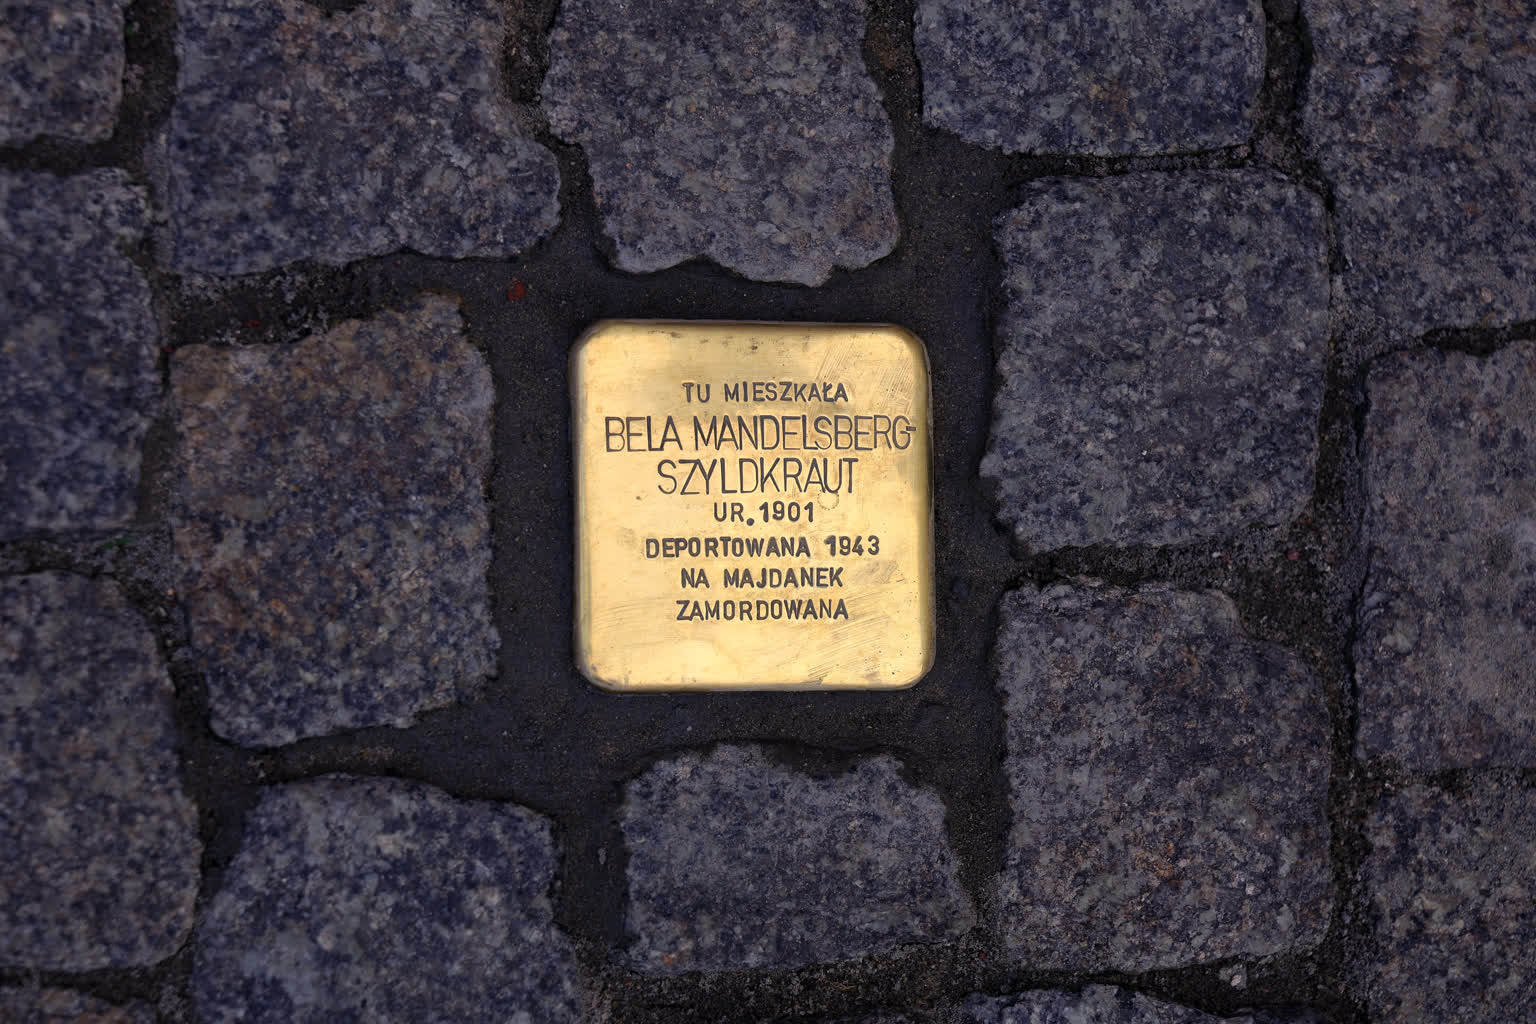 TU MIESZKAŁA
BELA MANDELSBERG-
SZYLDKRAUT
UR. 1901
DEPORTOWANA 1943
NA MAJDANEK
ZAMORDOWANA